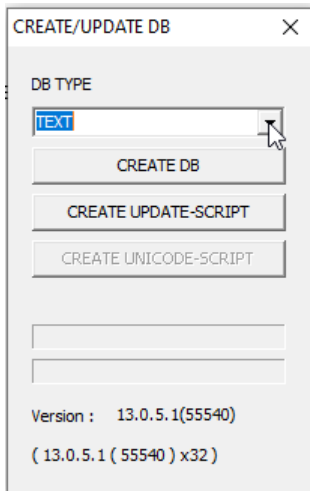 CREATE/UPDATE DB
DB TYPE
TEXT
CREATE DB
CREATE UPDATE-SCRIPT
CREATE UNICODE-SCRIPT
Version : 13.0.5.1(55540)
( 13.0.5.1 ( 55540 ) x32 )